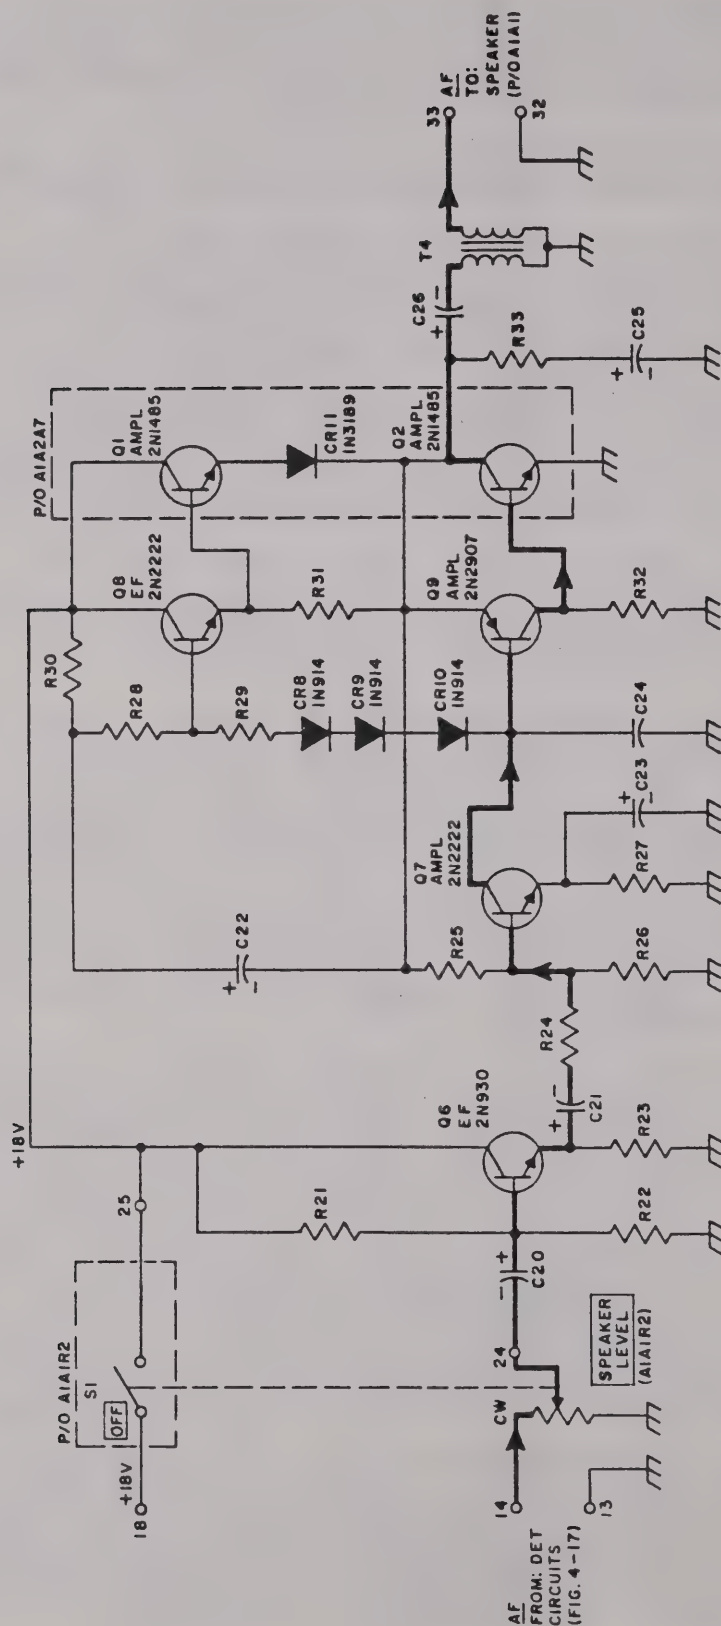 P/O A1A1R2
S1
OFF
+18V
18
25
+18V
14
13
AF
FROM: DET
CIRCUITS
(FIG. 4-17)
CW
24
SPEAKER
LEVEL
(A1A1R2)
- +
C20
R21
R22
Q6
EF
2N930
R23
+ -
C21
R24
+
-
C22
R25
R26
Q7
AMPL
2N2222
R27
+
-
C23
C24
R30
R28
R29
CR8
1N914
CR9
1N914
CR10
1N914
Q8
EF
2N2222
R31
Q9
AMPL
2N2907
R32
P/O A1A2A7
Q1
AMPL
2N1485
CR11
1N3189
Q2
AMPL
2N1485
+ -
C26
R33
+
-
C25
T4
33
AF
TO:
SPEAKER
(P/O A1A1)
32